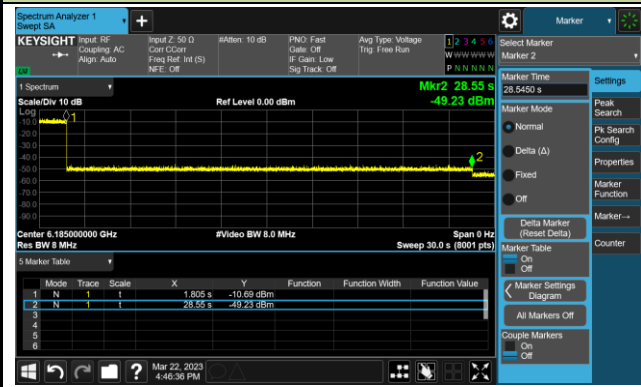 Spectrum Analyzer 1
Swept SA
+
Marker
KEYSIGHT
Input: RF
Coupling: AC
Align: Auto
Input Z: 50 Ω
Corr CCorr
Freq Ref: Int (S)
NFE: Off
#Atten: 10 dB
PNO: Fast
Gate: Off
IF Gain: Low
Sig Track: Off
Avg Type: Voltage
Trig: Free Run
1 2 3 4 5 6
W W W W W W
P N N N N N
LXI
1 Spectrum
Scale/Div 10 dB
Ref Level 0.00 dBm
Mkr2 28.55 s
-49.23 dBm
Log
-10.0
-20.0
-30.0
-40.0
-50.0
-60.0
-70.0
-80.0
-90.0
1
2
Center 6.185000000 GHz
Res BW 8 MHz
#Video BW 8.0 MHz
Span 0 Hz
Sweep 30.0 s (8001 pts)
5 Marker Table
Mode Trace Scale X Y Function Function Width Function Value
1 N 1 t 1.805 s -10.69 dBm
2 N 1 t 28.55 s -49.23 dBm
3
4
5
6
?
Mar 22, 2023
4:46:36 PM
Select Marker
Marker 2
Marker Time
28.5450 s
Marker Mode
Normal
Delta (Δ)
Fixed
Off
Delta Marker
(Reset Delta)
Marker Table
On
Off
Marker Settings
Diagram
All Markers Off
Couple Markers
On
Off
Settings
Peak
Search
Pk Search
Config
Properties
Marker
Function
Marker→
Counter